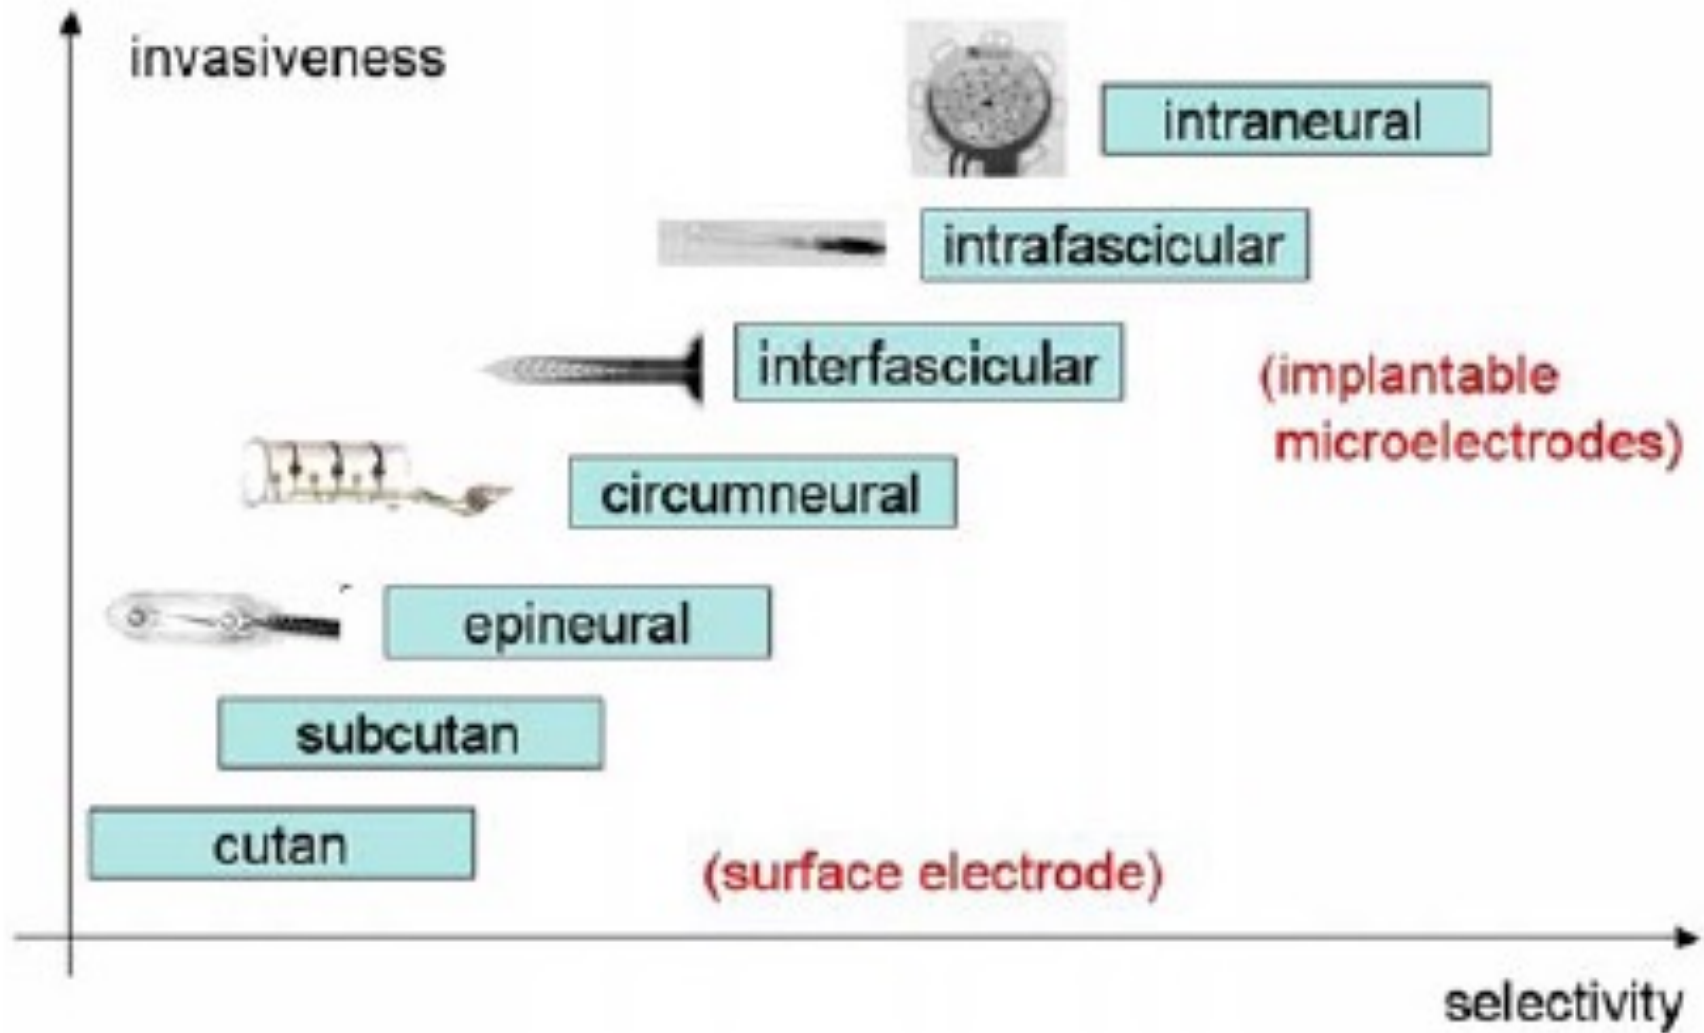 invasiveness
intraneural
intrafascicular
interfascicular
(implantable
microelectrodes)
circumneural
epineural
subcutan
cutan
(surface electrode)
selectivity